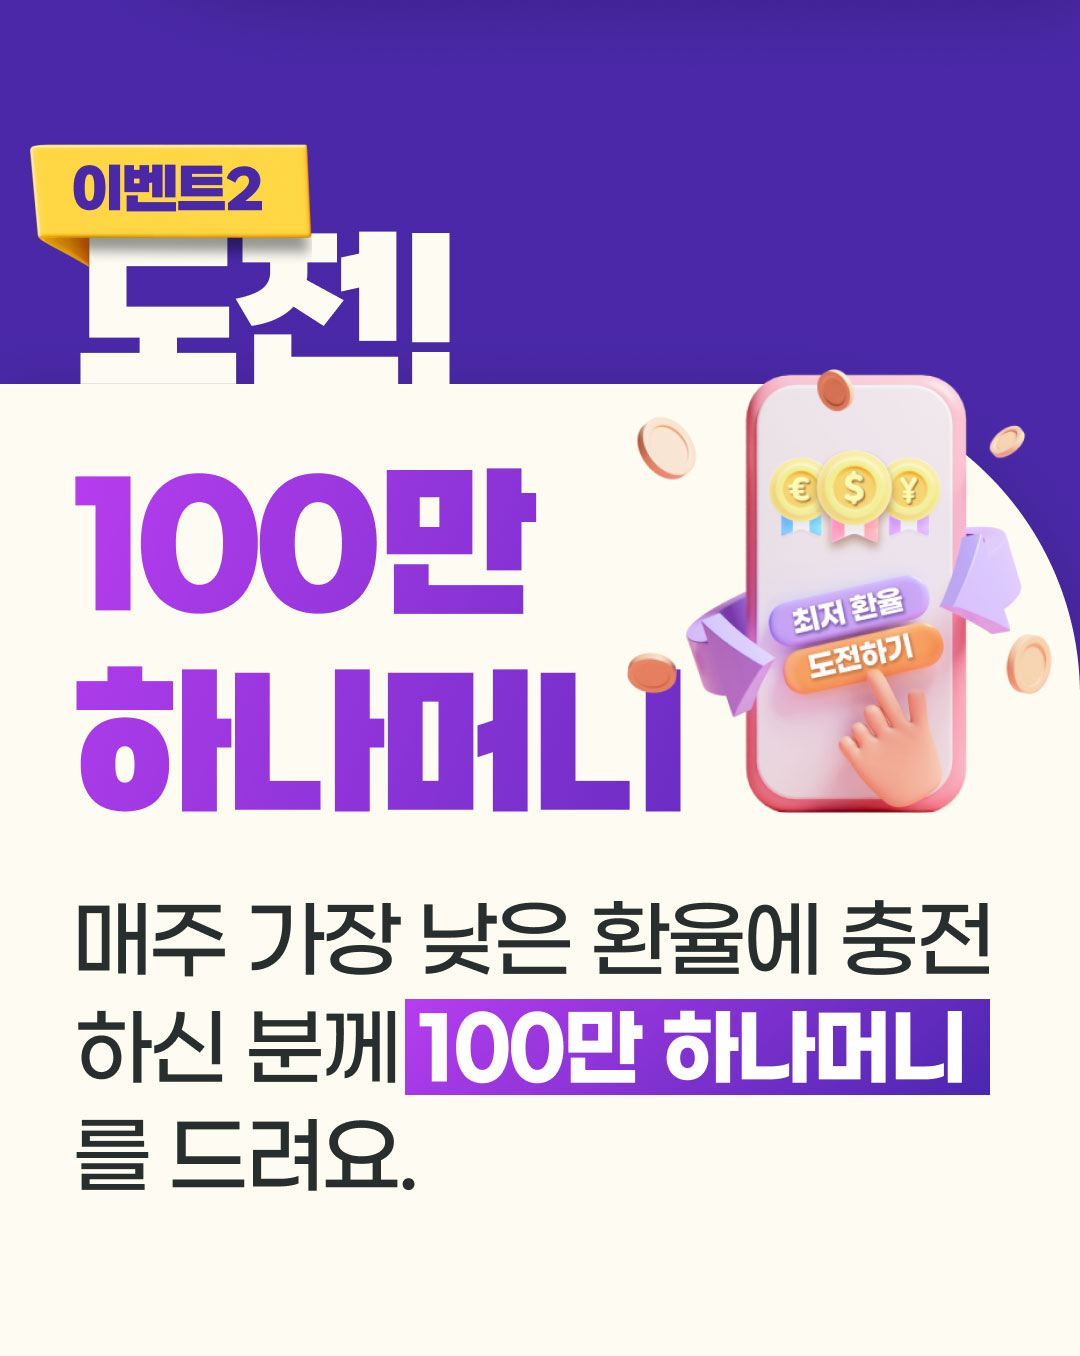 이벤트2
도전!
100만
하나머니
€ $ ¥
최저 환율
도전하기
매주 가장 낮은 환율에 충전
하신 분께 100만 하나머니
를 드려요.